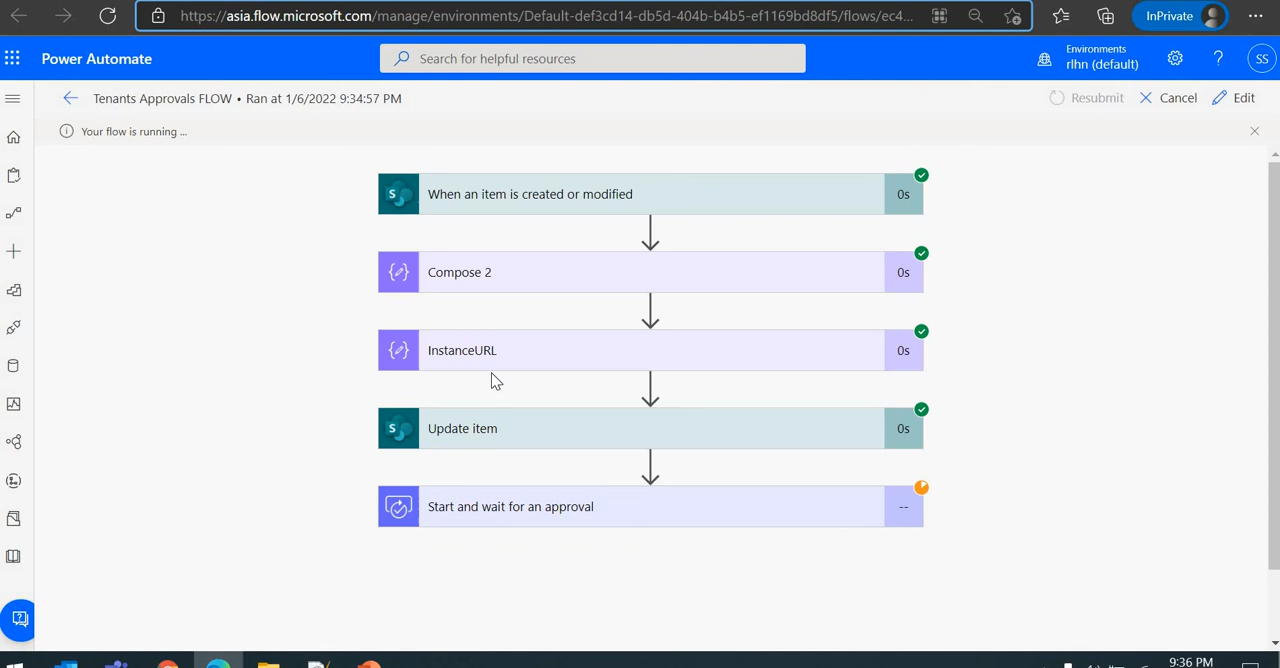 https://asia.flow.microsoft.com/manage/environments/Default-def3cd14-db5d-404b-b4b5-ef1169bd8df5/flows/ec4...
InPrivate
Power Automate
Search for helpful resources
Environments
rlhn (default)
SS
Tenants Approvals FLOW • Ran at 1/6/2022 9:34:57 PM
Resubmit
Cancel
Edit
Your flow is running ...
When an item is created or modified
0s
Compose 2
0s
InstanceURL
0s
Update item
0s
Start and wait for an approval
--
9:36 PM